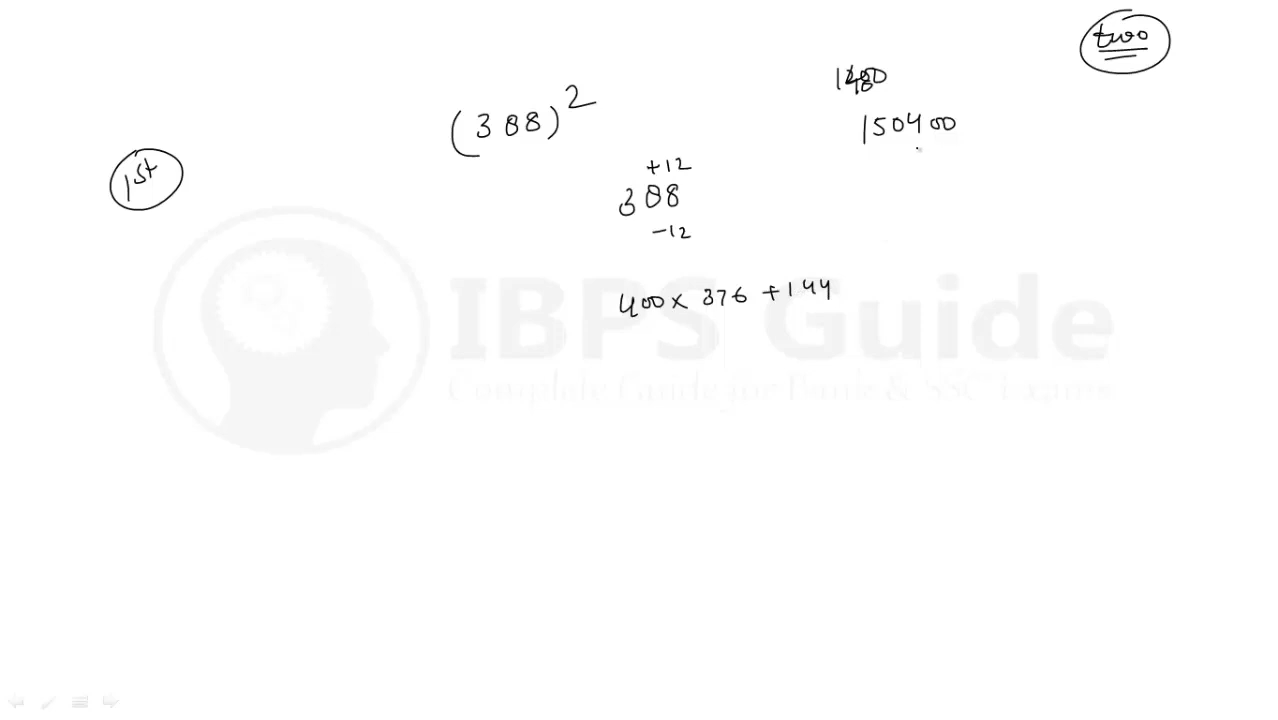 two
(388)²
150400
1st
+12
388
-12
400 x 376 + 144
IBPS Guide
Complete Guide for Bank & SSC Exams